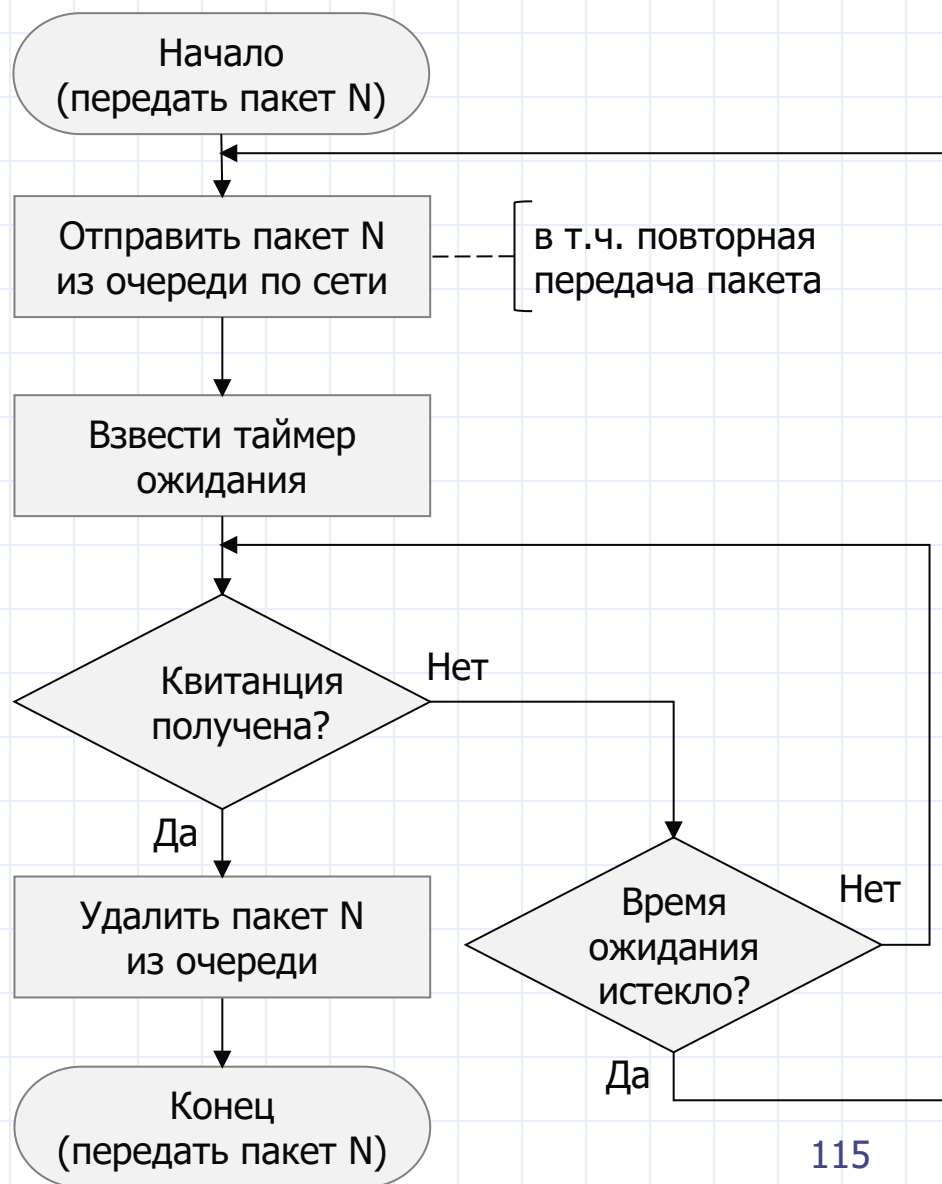 Начало
(передать пакет N)
Отправить пакет N
из очереди по сети
в т.ч. повторная
передача пакета
Взвести таймер
ожидания
Квитанция
получена?
Нет
Да
Удалить пакет N
из очереди
Время
ожидания
истекло?
Нет
Да
Конец
(передать пакет N)
115